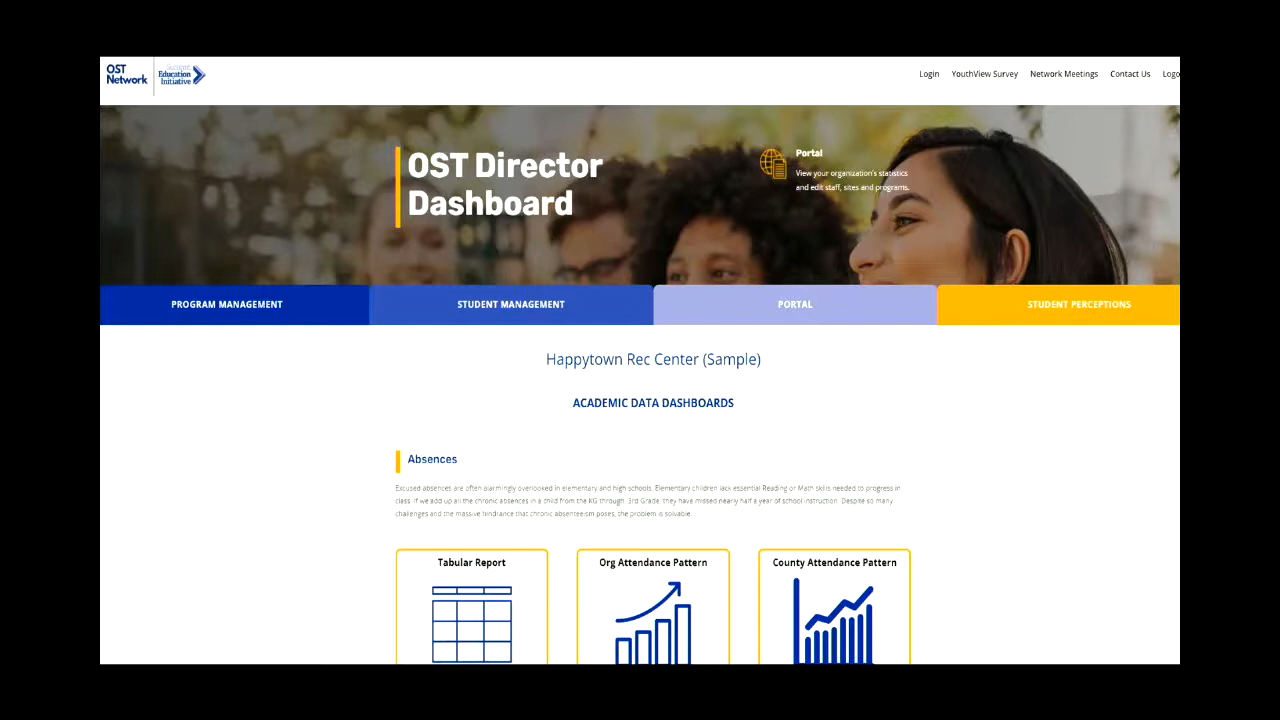 OST
Network
Summit
Education
Initiative
Login YouthView Survey Network Meetings Contact Us Logo
OST Director
Dashboard
Portal
View your organization's statistics
and edit staff, sites and programs.
PROGRAM MANAGEMENT STUDENT MANAGEMENT PORTAL STUDENT PERCEPTIONS
Happytown Rec Center (Sample)
ACADEMIC DATA DASHBOARDS
Absences
Excused absences are often alarmingly overlooked in elementary and high schools. Elementary children lack essential Reading or Math skills needed to progress in
class. If we add up all the chronic absences in a child from the KG through 3rd Grade, they have missed nearly half a year of school instruction. Despite so many
challenges and the massive hindrance that chronic absenteeism poses, the problem is solvable.
Tabular Report Org Attendance Pattern County Attendance Pattern